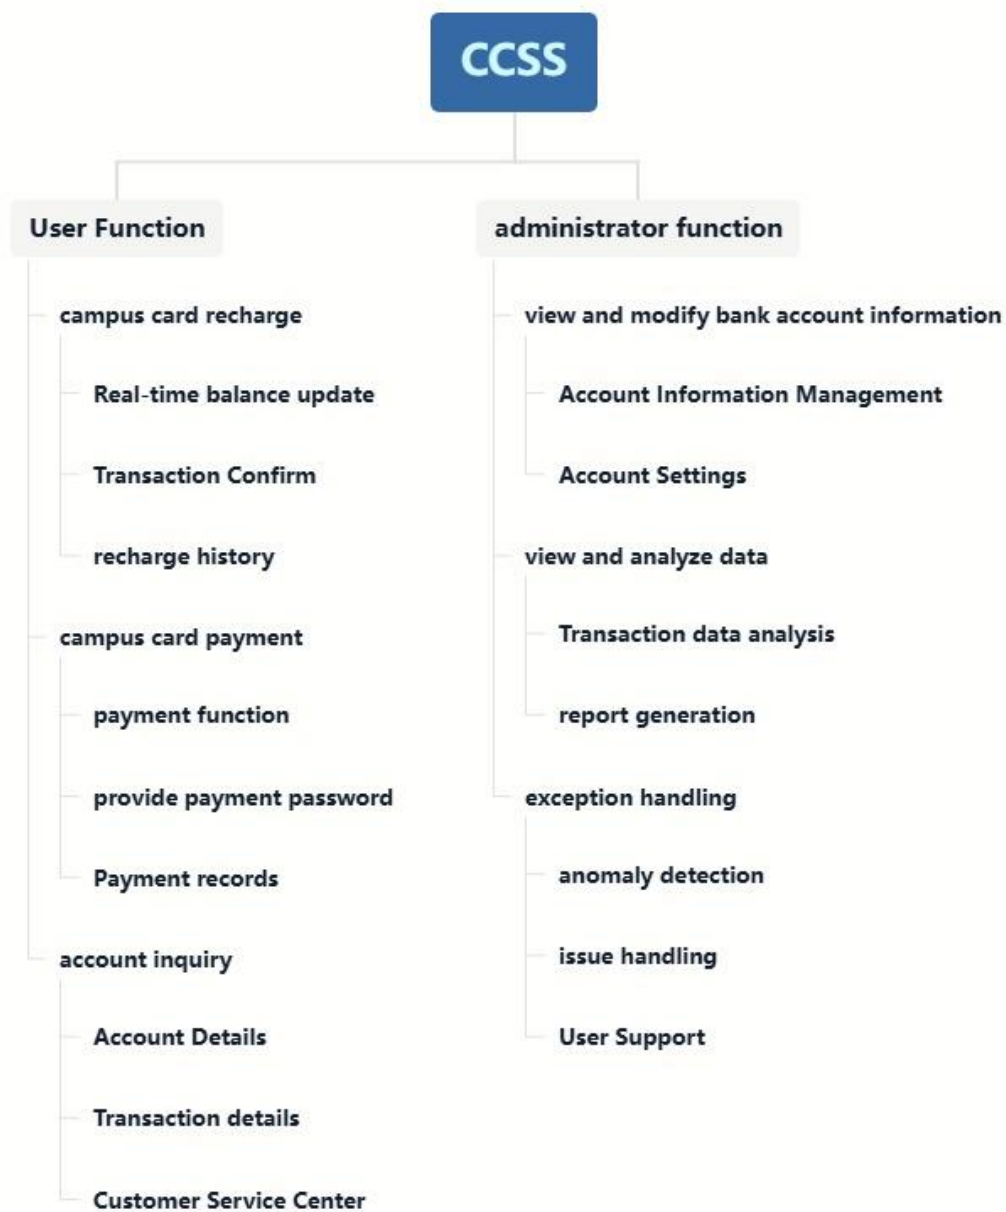 CCSS
User Function
campus card recharge
Real-time balance update
Transaction Confirm
recharge history
campus card payment
payment function
provide payment password
Payment records
account inquiry
Account Details
Transaction details
Customer Service Center
administrator function
view and modify bank account information
Account Information Management
Account Settings
view and analyze data
Transaction data analysis
report generation
exception handling
anomaly detection
issue handling
User Support